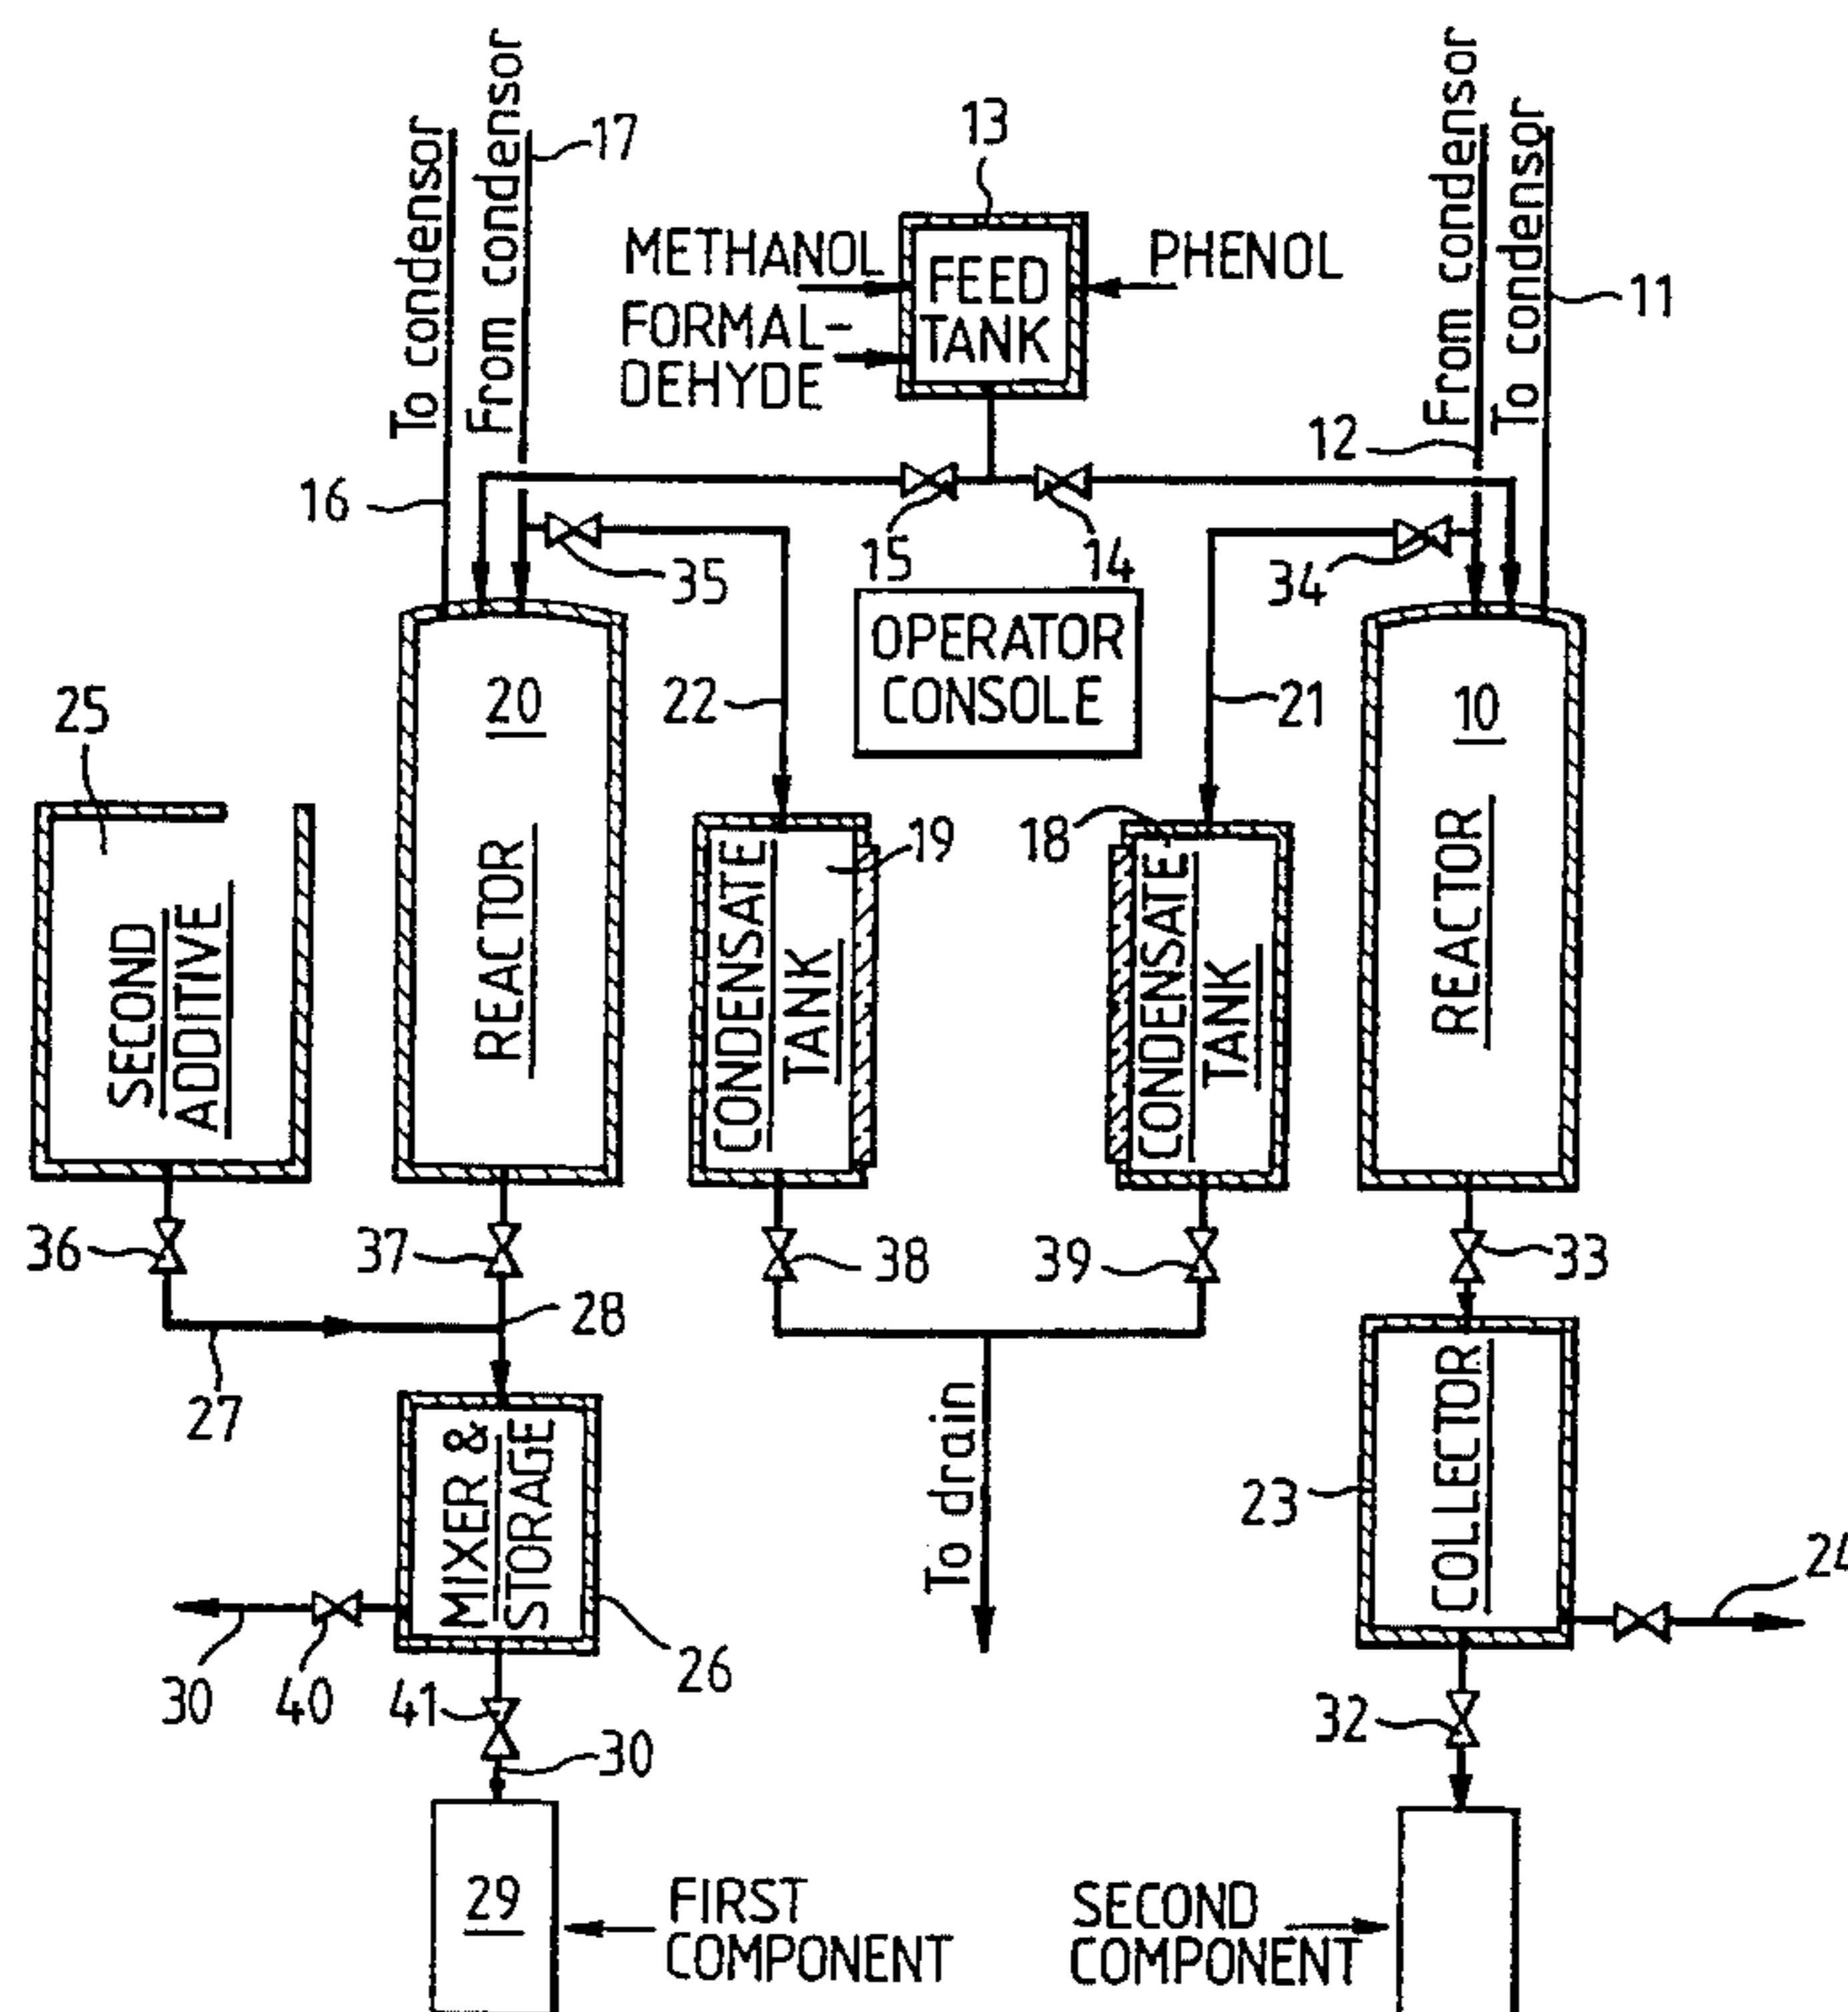 To condensor
From condensor
17
13
From condensor
To condensor
METHANOL
FORMAL-
DEHYDE
FEED
TANK
PHENOL
11
12
16
15
14
35
34
OPERATOR
CONSOLE
25
20
REACTOR
22
21
10
REACTOR
SECOND
ADDITIVE
19
CONDENSATE
TANK
18
CONDENSATE
TANK
36
37
38
39
33
28
27
MIXER &
STORAGE
To drain
23
COLLECTOR
24
30
40
41
26
32
30
29
FIRST
COMPONENT
SECOND
COMPONENT